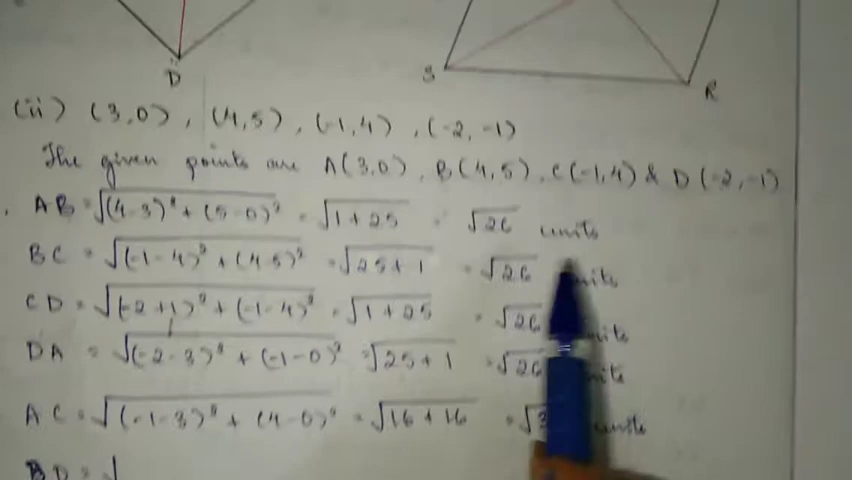 D
S
R
(ii) (3,0), (4,5), (-1,4), (-2,-1)
The given points are A(3,0), B(4,5), C(-1,4) & D(-2,-1)
AB = √(4-3)² + (5-0)² = √1+25 = √26 units
BC = √(-1-4)² + (4-5)² = √25+1 = √26
CD = √(-2+1)² + (-1-4)² = √1+25 = √26
DA = √(-2-3)² + (-1-0)² = √25+1 = √26
AC = √(-1-3)² + (4-0)² = √16+16 = √3 units
BD = √